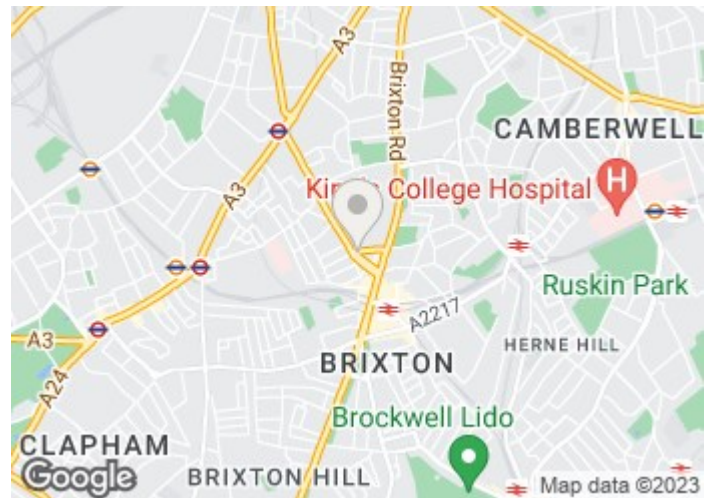 A3
Brixton Rd
CAMBERWELL
King's College Hospital
H
A3
Ruskin Park
A2217
A3
HERNE HILL
BRIXTON
A24
Brockwell Lido
CLAPHAM
Google
BRIXTON HILL
Map data ©2023